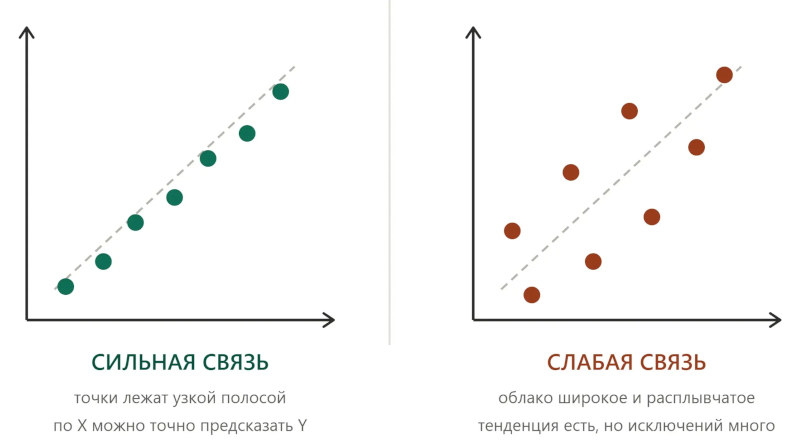 СИЛЬНАЯ СВЯЗЬ
точки лежат узкой полосой
по X можно точно предсказать Y
СЛАБАЯ СВЯЗЬ
облако широкое и расплывчатое
тенденция есть, но исключений много